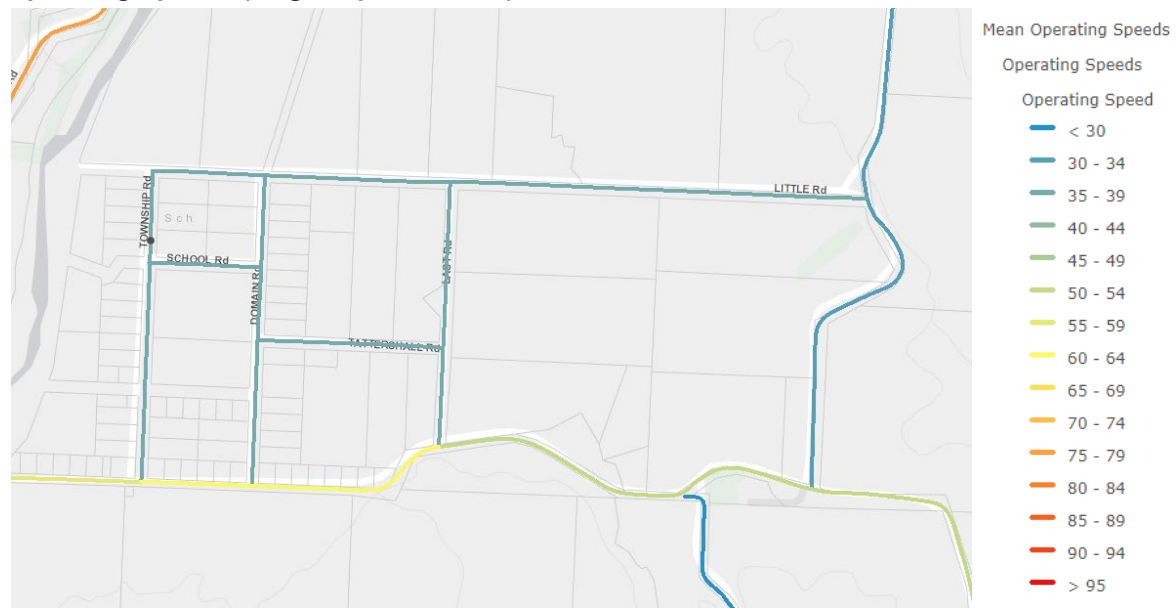 Mean Operating Speeds
Operating Speeds
Operating Speed
< 30
30 - 34
35 - 39
40 - 44
45 - 49
50 - 54
55 - 59
60 - 64
65 - 69
70 - 74
75 - 79
80 - 84
85 - 89
90 - 94
> 95
LITTLE Rd
TOWNSHIP Rd
Sch
SCHOOL Rd
DOMAIN Rd
EAST Rd
TATTERSHALL Rd